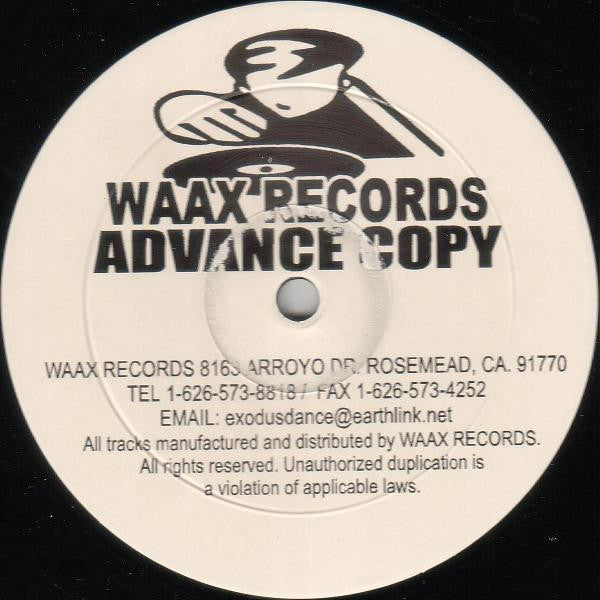 WAAX RECORDS
ADVANCE COPY
WAAX RECORDS 8163 ARROYO DR. ROSEMEAD, CA. 91770
TEL 1-626-573-8818 / FAX 1-626-573-4252
EMAIL: exodusdance@earthlink.net
All tracks manufactured and distributed by WAAX RECORDS.
All rights reserved. Unauthorized duplication is
a violation of applicable laws.